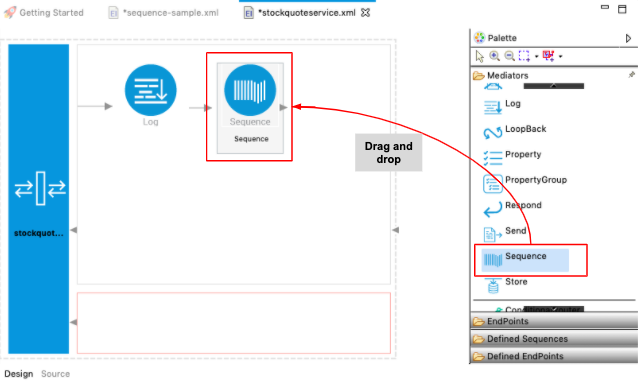 Getting Started
*sequence-sample.xml
*stockquoteservice.xml
Palette
Mediators
Log
LoopBack
Property
PropertyGroup
Respond
Send
Sequence
Store
EndPoints
Defined Sequences
Defined EndPoints
Log
Sequence
Sequence
Drag and
drop
stockquot...
Design
Source